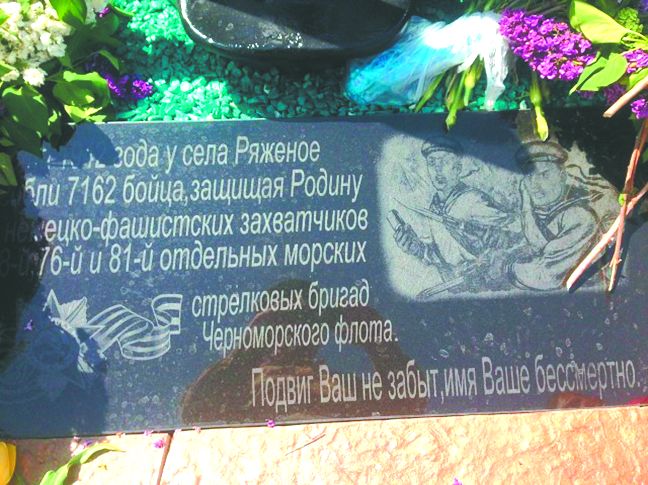 года у села Ряженое
7162 бойца,защищая Родину
немецко-фашистских захватчиков
76-й и 81-й отдельных морских
стрелковых бригад
Черноморского флота.
Подвиг Ваш не забыт,имя Ваше бессмертно.